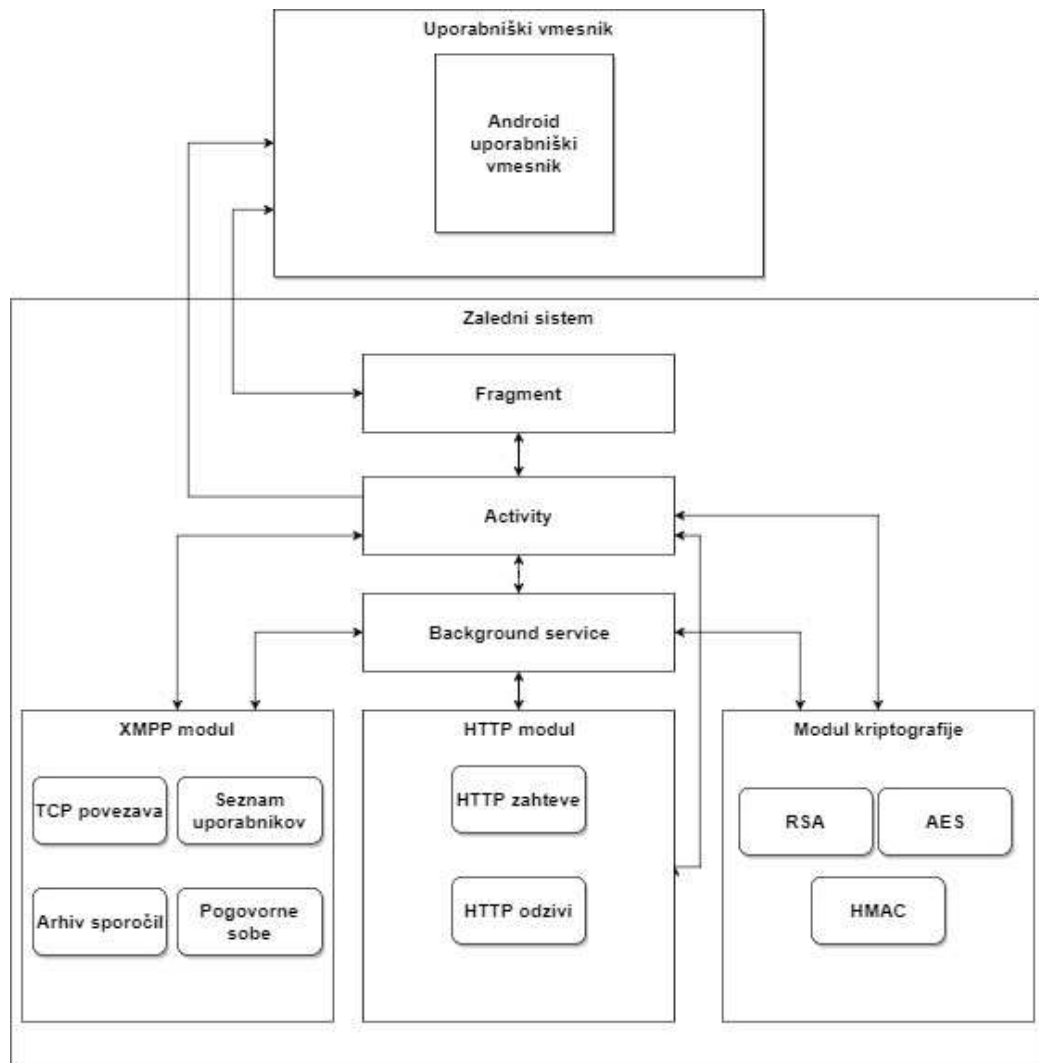 Uporabniški vmesnik
Android
uporabniški
vmesnik
Zaledni sistem
Fragment
Activity
Background service
XMPP modul
TCP povezava
Seznam
uporabnikov
Arhiv sporočil
Pogovorne
sobe
HTTP modul
HTTP zahteve
HTTP odzivi
Modul kriptografije
RSA
AES
HMAC